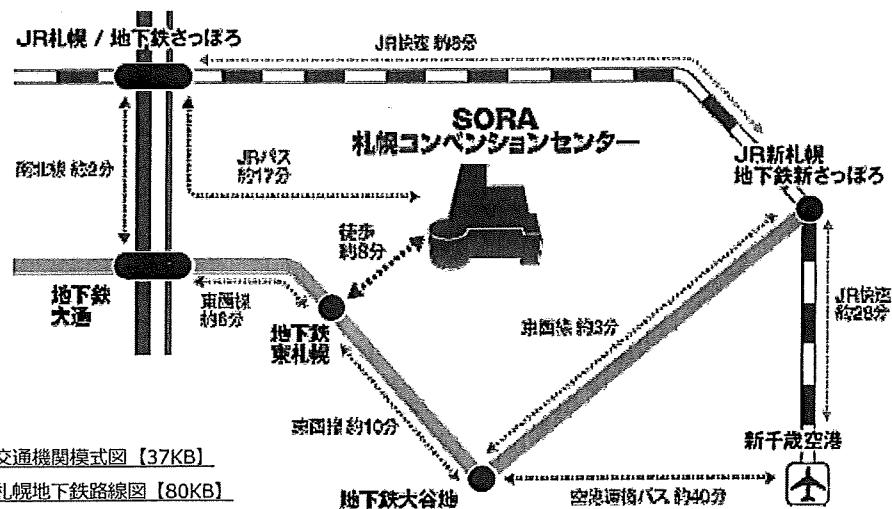 JR札幌 / 地下鉄さっぽろ
JR快速 約8分
SORA
札幌コンベンションセンター
JR新札幌
地下鉄新さっぽろ
南北線 約2分
JRバス
約17分
徒歩
約8分
地下鉄
大通
東西線
約6分
地下鉄
東札幌
東西線 約3分
JR快速
約28分
東西線 約10分
新千歳空港
交通機関模式図【37KB】
札幌地下鉄路線図【80KB】
地下鉄大谷地
空港連絡バス 約40分